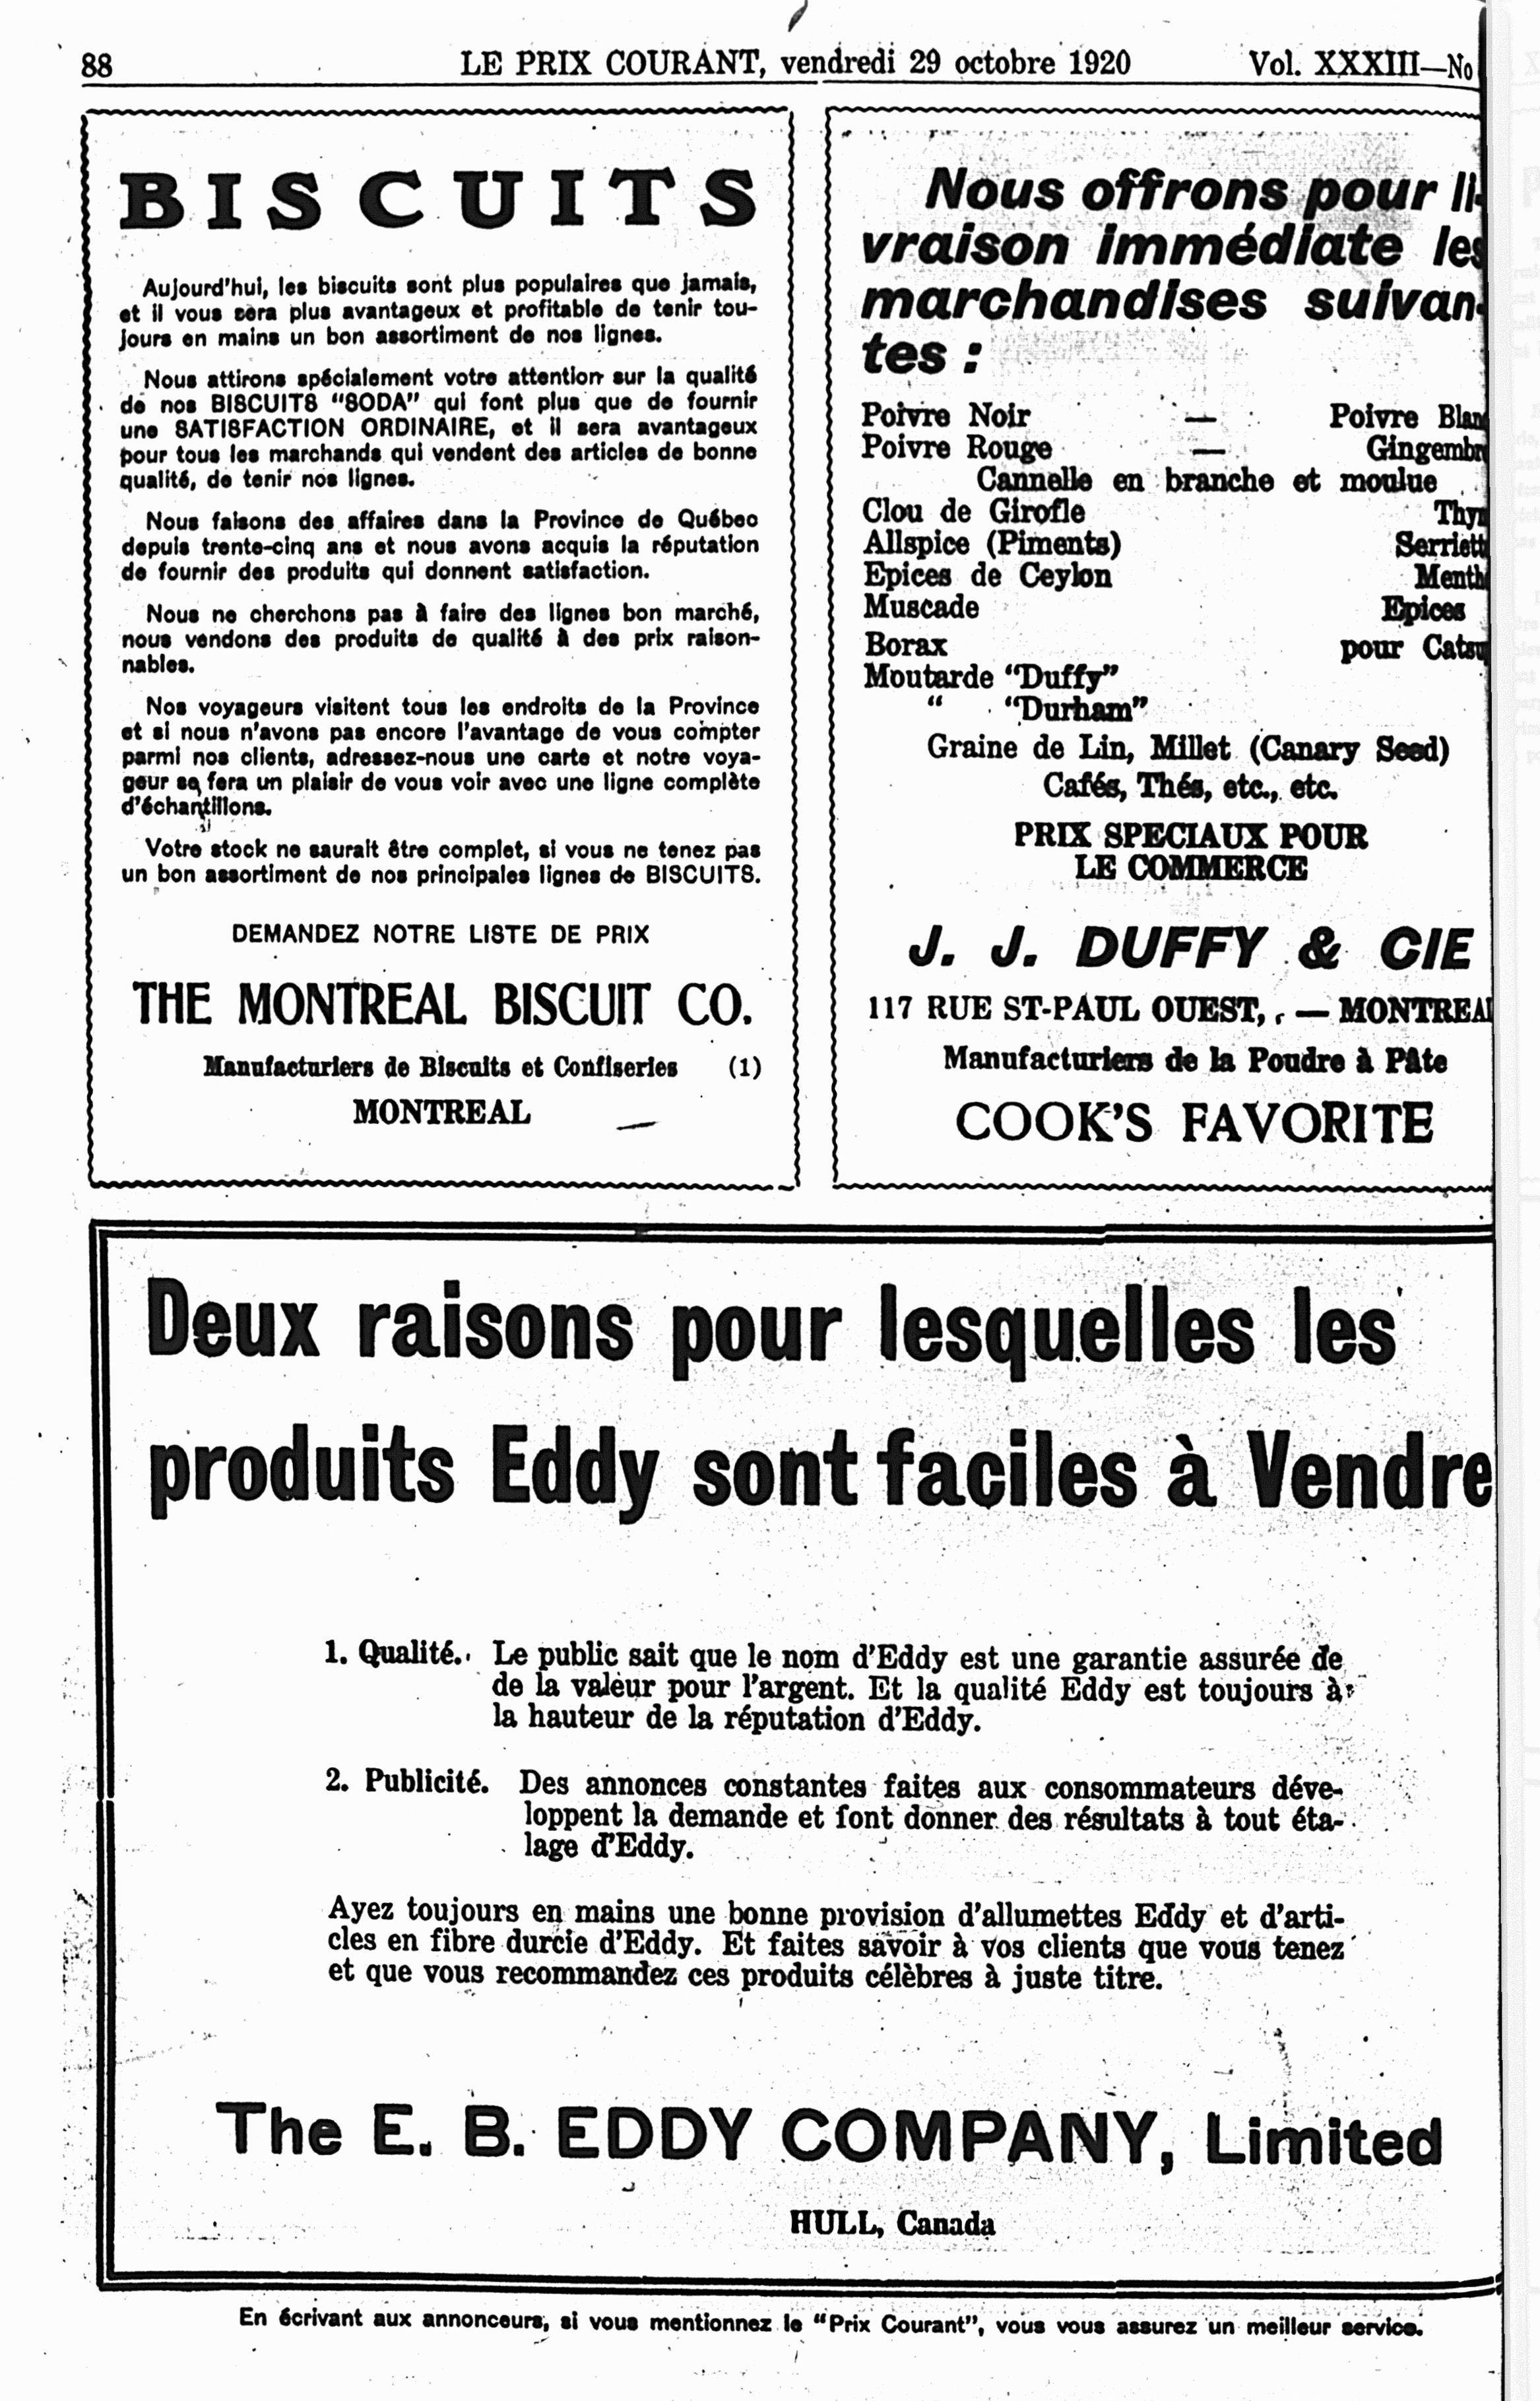 88 LE PRIX COURANT, vendredi 29 octobre 1920 Vol. XXXIII—No
BISCUITS
Aujourd'hui, les biscuits sont plus populaires que jamais,
et il vous sera plus avantageux et profitable de tenir tou-
jours en mains un bon assortiment de nos lignes.
Nous attirons spécialement votre attention sur la qualité
de nos BISCUITS "SODA" qui font plus que de fournir
une SATISFACTION ORDINAIRE, et il sera avantageux
pour tous les marchands qui vendent des articles de bonne
qualité, de tenir nos lignes.
Nous faisons des affaires dans la Province de Québec
depuis trente-cinq ans et nous avons acquis la réputation
de fournir des produits qui donnent satisfaction.
Nous ne cherchons pas à faire des lignes bon marché,
nous vendons des produits de qualité à des prix raison-
nables.
Nos voyageurs visitent tous les endroits de la Province
et si nous n'avons pas encore l'avantage de vous compter
parmi nos clients, adressez-nous une carte et notre voya-
geur se fera un plaisir de vous voir avec une ligne complète
d'échantillons.
Votre stock ne saurait être complet, si vous ne tenez pas
un bon assortiment de nos principales lignes de BISCUITS.
DEMANDEZ NOTRE LISTE DE PRIX
THE MONTREAL BISCUIT CO.
Manufacturiers de Biscuits et Confiseries (1)
MONTREAL
Nous offrons pour li-
vraison immédiate les
marchandises suivan-
tes :
Poivre Noir — Poivre Blan
Poivre Rouge — Gingembr
Cannelle en branche et moulue
Clou de Girofle Thy
Allspice (Piments) Serriett
Epices de Ceylon Menth
Muscade Epices
Borax pour Catsu
Moutarde "Duffy"
" "Durham"
Graine de Lin, Millet (Canary Seed)
Cafés, Thés, etc., etc.
PRIX SPECIAUX POUR
LE COMMERCE
J. J. DUFFY & CIE
117 RUE ST-PAUL OUEST, — MONTREAL
Manufacturiers de la Poudre à Pâte
COOK'S FAVORITE
Deux raisons pour lesquelles les
produits Eddy sont faciles à Vendre
1. Qualité. Le public sait que le nom d'Eddy est une garantie assurée de
de la valeur pour l'argent. Et la qualité Eddy est toujours à
la hauteur de la réputation d'Eddy.
2. Publicité. Des annonces constantes faites aux consommateurs déve-
loppent la demande et font donner des résultats à tout éta-
lage d'Eddy.
Ayez toujours en mains une bonne provision d'allumettes Eddy et d'arti-
cles en fibre durcie d'Eddy. Et faites savoir à vos clients que vous tenez
et que vous recommandez ces produits célèbres à juste titre.
The E. B. EDDY COMPANY, Limited
HULL, Canada
En écrivant aux annonceurs, si vous mentionnez le "Prix Courant", vous vous assurez un meilleur service.